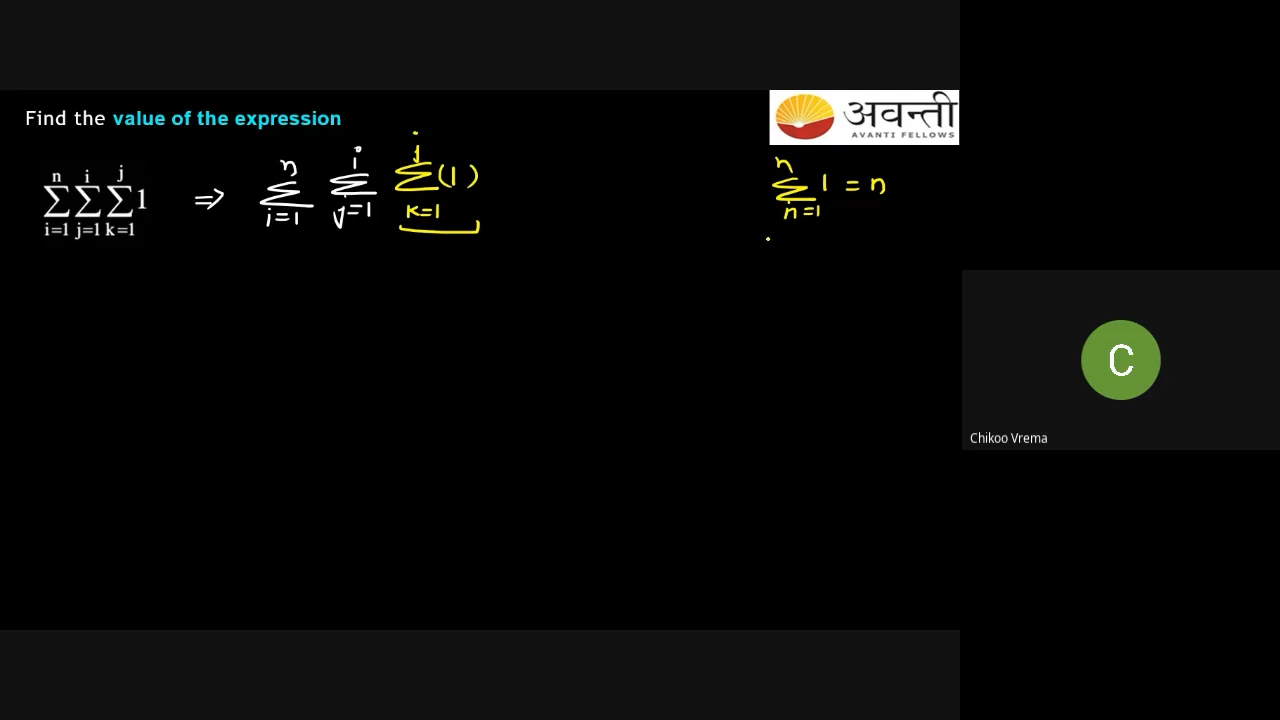 Find the value of the expression
अवन्ती
AVANTI FELLOWS
n i j
∑ ∑ ∑ 1
i=1 j=1 k=1
⇒
n i j
∑ ∑ ∑ (1)
i=1 j=1 k=1
n
∑ 1 = n
n=1
C
Chikoo Vrema